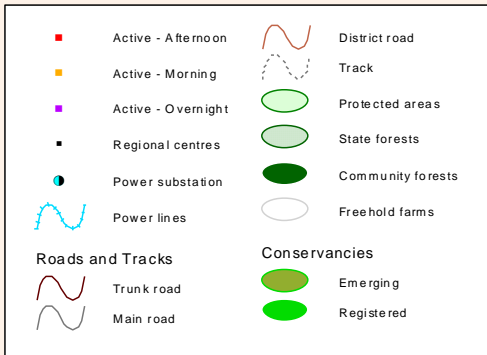 Active - Afternoon
Active - Morning
Active - Overnight
Regional centres
Power substation
Power lines
Roads and Tracks
Trunk road
Main road
District road
Track
Protected areas
State forests
Community forests
Freehold farms
Conservancies
Emerging
Registered